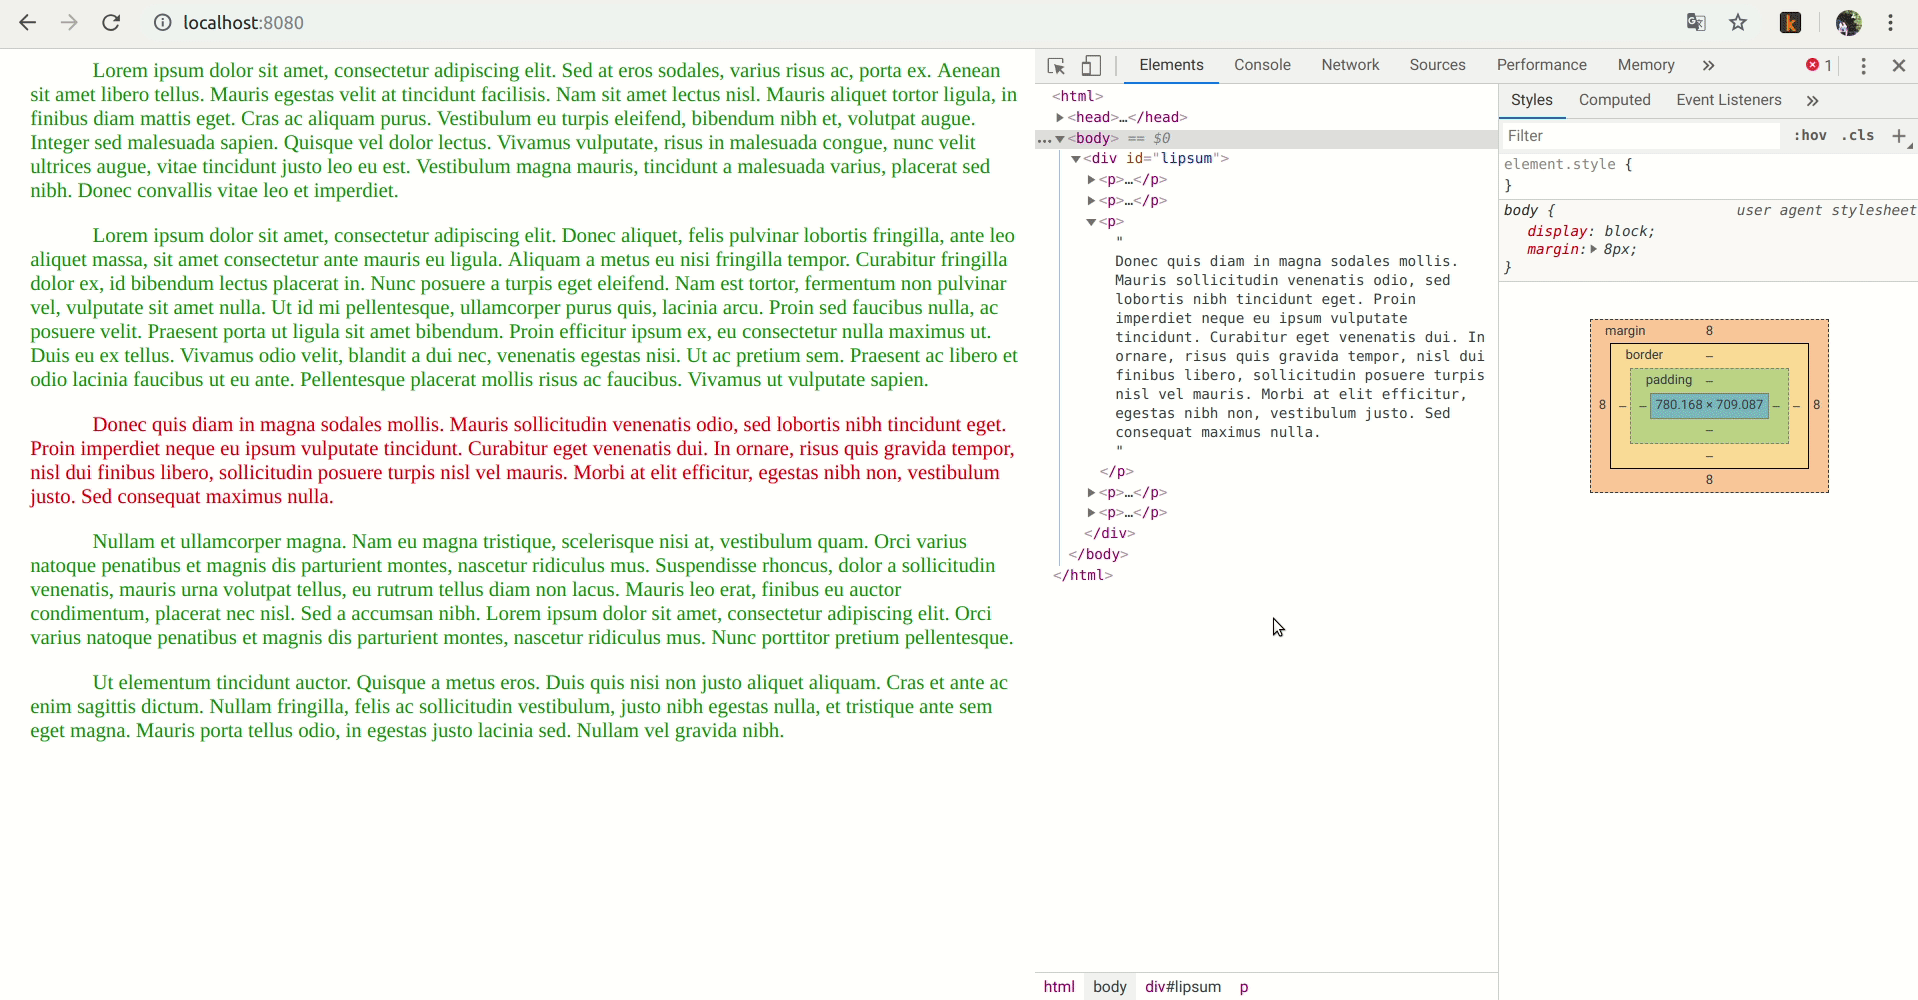 localhost:8080
Lorem ipsum dolor sit amet, consectetur adipiscing elit. Sed at eros sodales, varius risus ac, porta ex. Aenean
sit amet libero tellus. Mauris egestas velit at tincidunt facilisis. Nam sit amet lectus nisl. Mauris aliquet tortor ligula, in
finibus diam mattis eget. Cras ac aliquam purus. Vestibulum eu turpis eleifend, bibendum nibh et, volutpat augue.
Integer sed malesuada sapien. Quisque vel dolor lectus. Vivamus vulputate, risus in malesuada congue, nunc velit
ultrices augue, vitae tincidunt justo leo eu est. Vestibulum magna mauris, tincidunt a malesuada varius, placerat sed
nibh. Donec convallis vitae leo et imperdiet.
Lorem ipsum dolor sit amet, consectetur adipiscing elit. Donec aliquet, felis pulvinar lobortis fringilla, ante leo
aliquet massa, sit amet consectetur ante mauris eu ligula. Aliquam a metus eu nisi fringilla tempor. Curabitur fringilla
dolor ex, id bibendum lectus placerat in. Nunc posuere a turpis eget eleifend. Nam est tortor, fermentum non pulvinar
vel, vulputate sit amet nulla. Ut id mi pellentesque, ullamcorper purus quis, lacinia arcu. Proin sed faucibus nulla, ac
posuere velit. Praesent porta ut ligula sit amet bibendum. Proin efficitur ipsum ex, eu consectetur nulla maximus ut.
Duis eu ex tellus. Vivamus odio velit, blandit a dui nec, venenatis egestas nisi. Ut ac pretium sem. Praesent ac libero et
odio lacinia faucibus ut eu ante. Pellentesque placerat mollis risus ac faucibus. Vivamus ut vulputate sapien.
Donec quis diam in magna sodales mollis. Mauris sollicitudin venenatis odio, sed lobortis nibh tincidunt eget.
Proin imperdiet neque eu ipsum vulputate tincidunt. Curabitur eget venenatis dui. In ornare, risus quis gravida tempor,
nisl dui finibus libero, sollicitudin posuere turpis nisl vel mauris. Morbi at elit efficitur, egestas nibh non, vestibulum
justo. Sed consequat maximus nulla.
Nullam et ullamcorper magna. Nam eu magna tristique, scelerisque nisi at, vestibulum quam. Orci varius
natoque penatibus et magnis dis parturient montes, nascetur ridiculus mus. Suspendisse rhoncus, dolor a sollicitudin
venenatis, mauris urna volutpat tellus, eu rutrum tellus diam non lacus. Mauris leo erat, finibus eu auctor
condimentum, placerat nec nisl. Sed a accumsan nibh. Lorem ipsum dolor sit amet, consectetur adipiscing elit. Orci
varius natoque penatibus et magnis dis parturient montes, nascetur ridiculus mus. Nunc porttitor pretium pellentesque.
Ut elementum tincidunt auctor. Quisque a metus eros. Duis quis nisi non justo aliquet aliquam. Cras et ante ac
enim sagittis dictum. Nullam fringilla, felis ac sollicitudin vestibulum, justo nibh egestas nulla, et tristique ante sem
eget magna. Mauris porta tellus odio, in egestas justo lacinia sed. Nullam vel gravida nibh.
Elements Console Network Sources Performance Memory » 1
<html>
<head>…</head>
<body> == $0
<div id="lipsum">
<p>…</p>
<p>…</p>
<p>
"
Donec quis diam in magna sodales mollis.
Mauris sollicitudin venenatis odio, sed
lobortis nibh tincidunt eget. Proin
imperdiet neque eu ipsum vulputate
tincidunt. Curabitur eget venenatis dui. In
ornare, risus quis gravida tempor, nisl dui
finibus libero, sollicitudin posuere turpis
nisl vel mauris. Morbi at elit efficitur,
egestas nibh non, vestibulum justo. Sed
consequat maximus nulla.
"
</p>
<p>…</p>
<p>…</p>
</div>
</body>
</html>
html body div#lipsum p
Styles Computed Event Listeners »
Filter :hov .cls +
element.style {
}
body { user agent stylesheet
display: block;
margin: 8px;
}
margin 8
border –
padding –
8 – – 780.168 × 709.087 – – 8
–
–
8